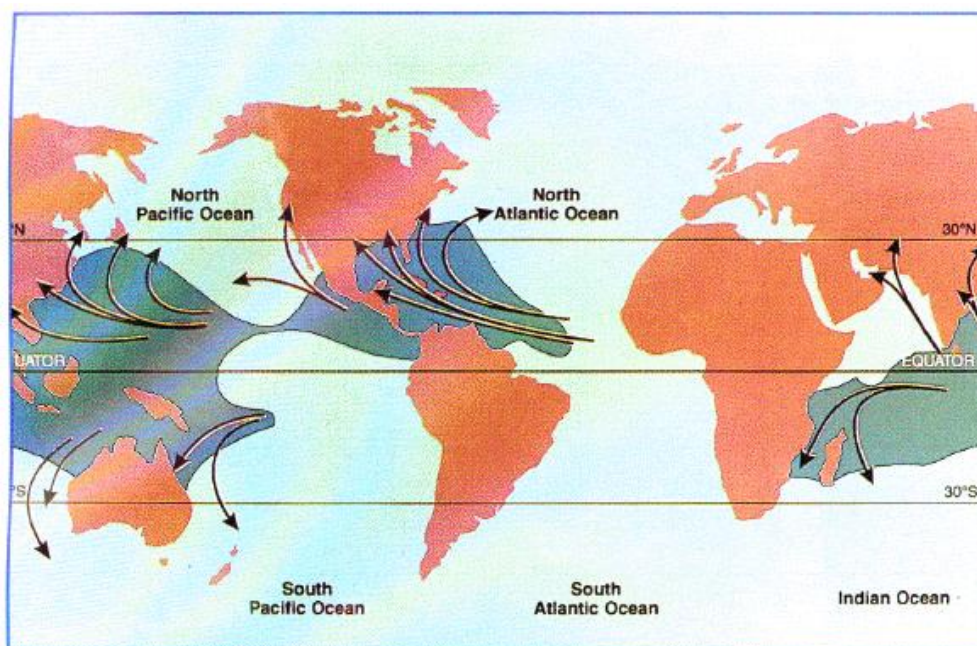 North
Pacific Ocean
North
Atlantic Ocean
°N
30°N
UATOR
EQUATOR
°S
30°S
South
Pacific Ocean
South
Atlantic Ocean
Indian Ocean